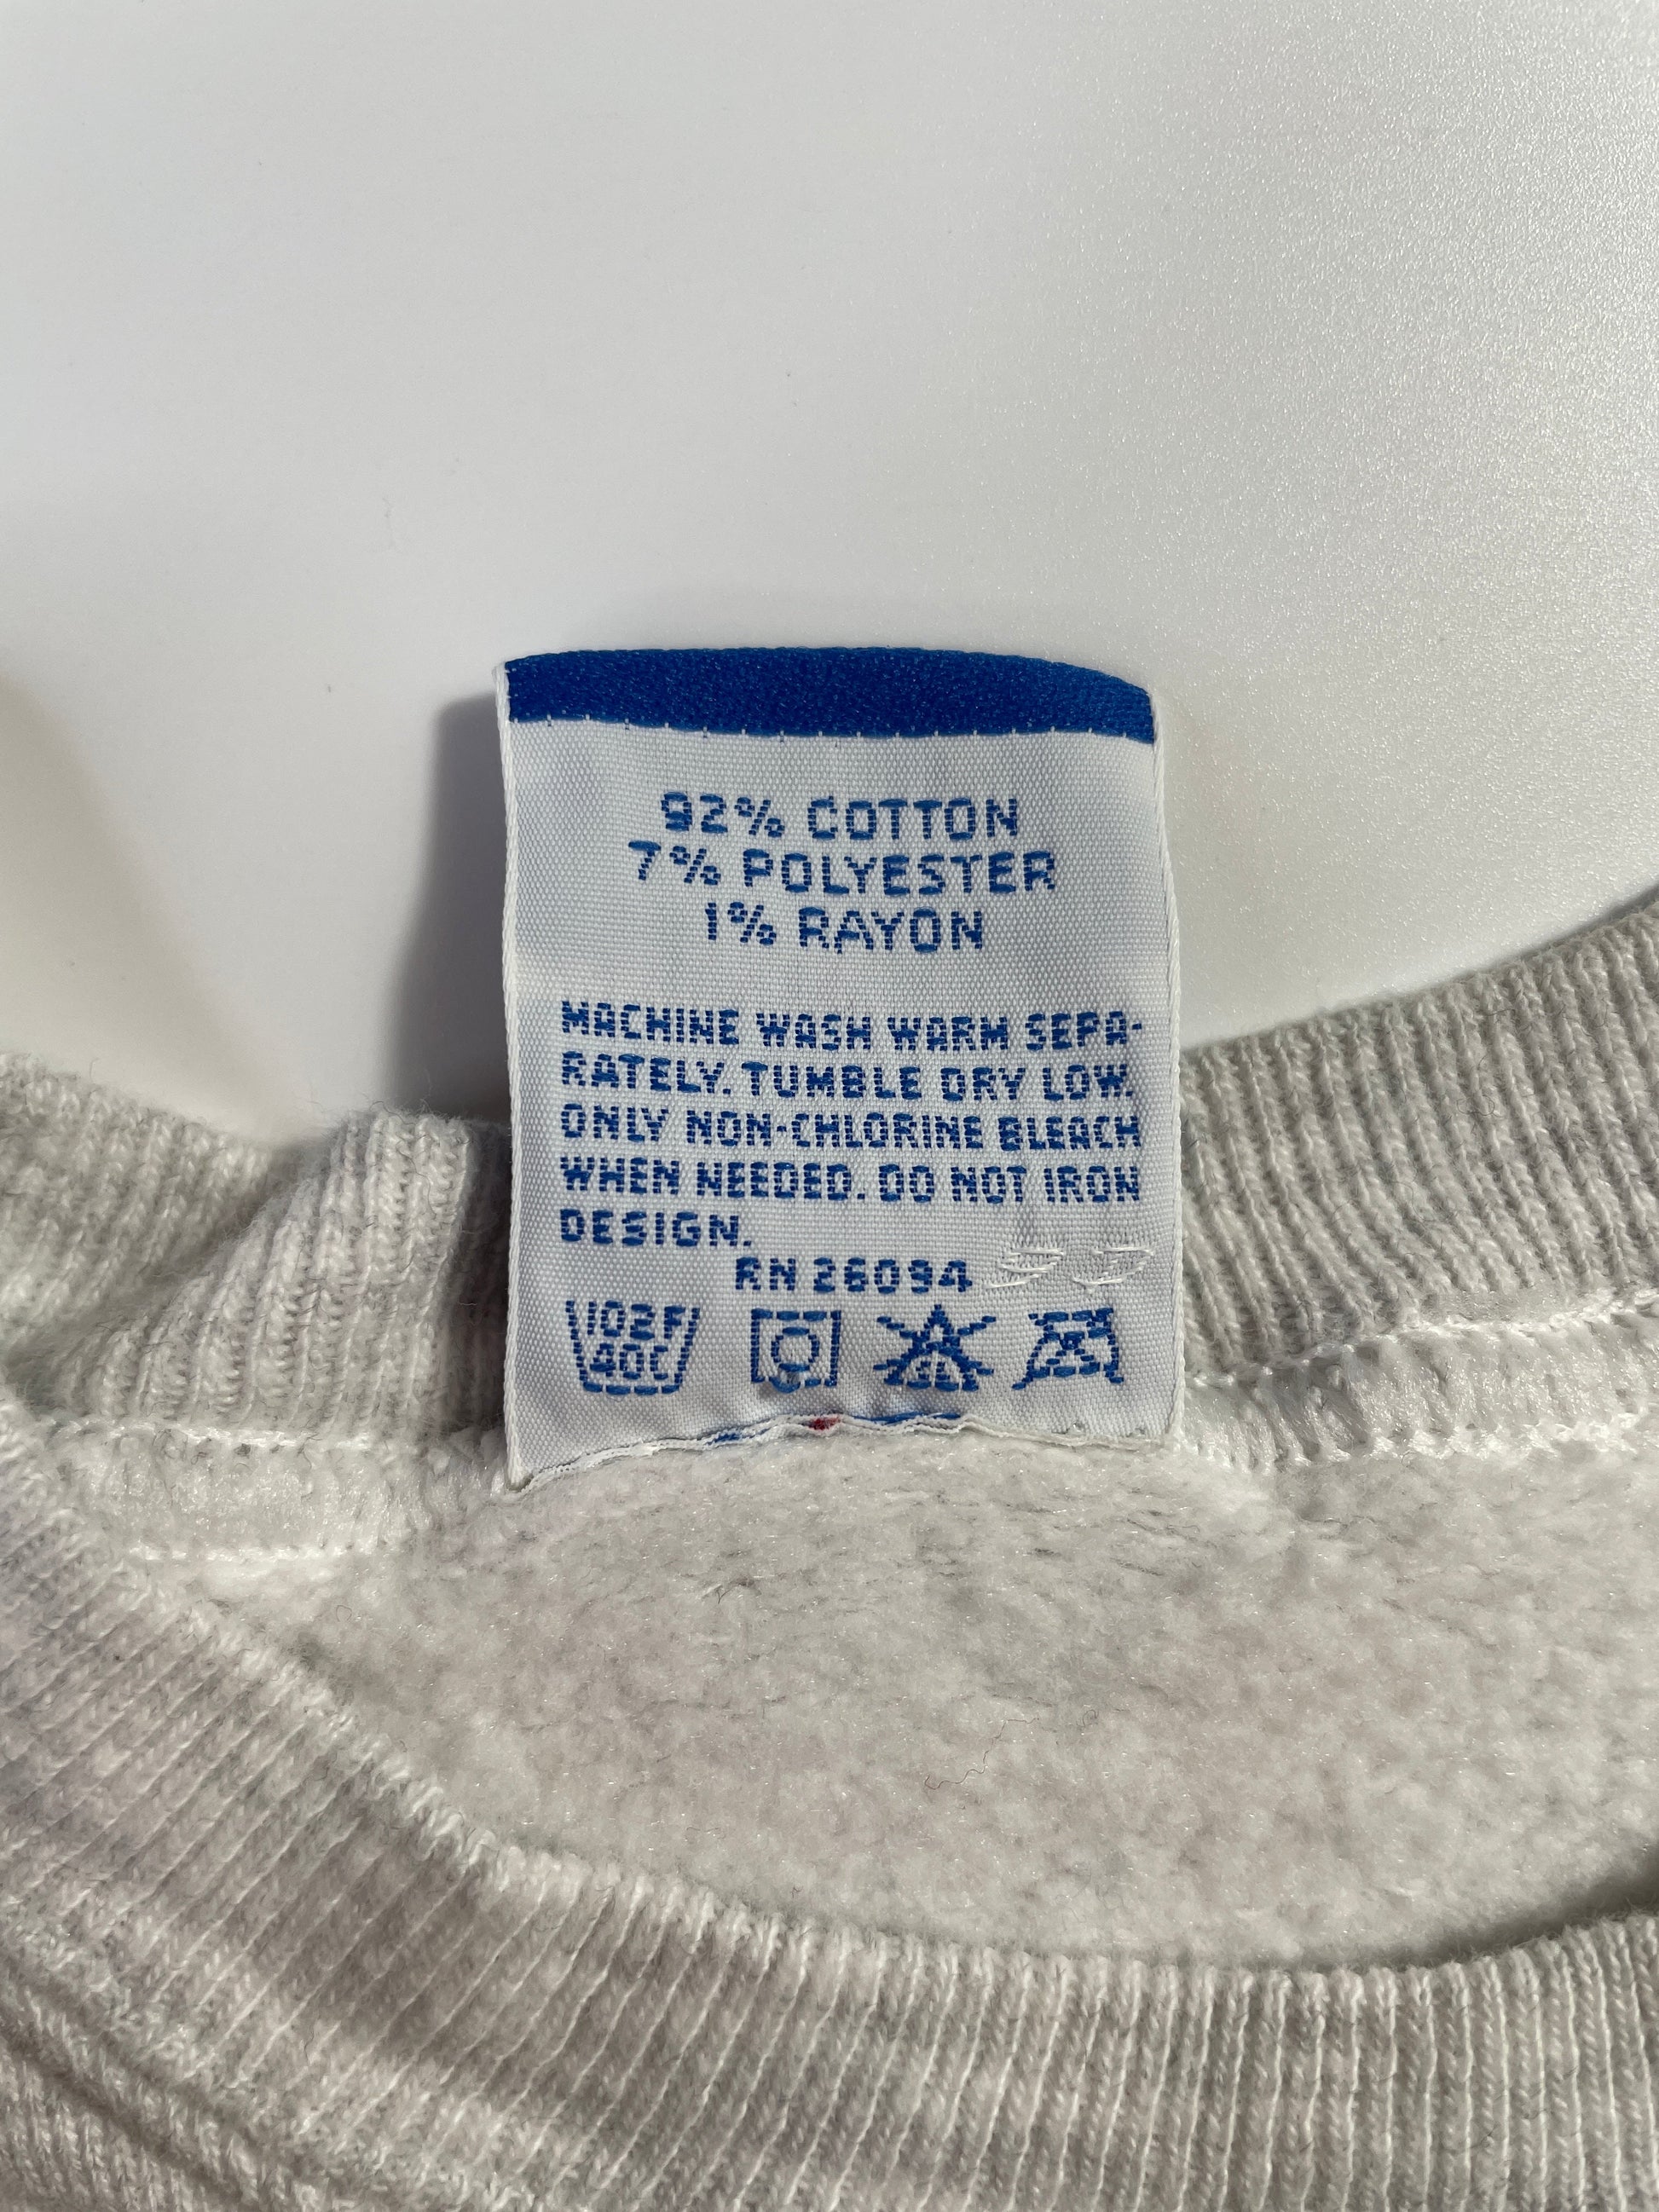 92% COTTON
7% POLYESTER
1% RAYON
MACHINE WASH WARM SEPA-
RATELY. TUMBLE DRY LOW.
ONLY NON-CHLORINE BLEACH
WHEN NEEDED. DO NOT IRON
DESIGN.
RN 26094
102F
40C